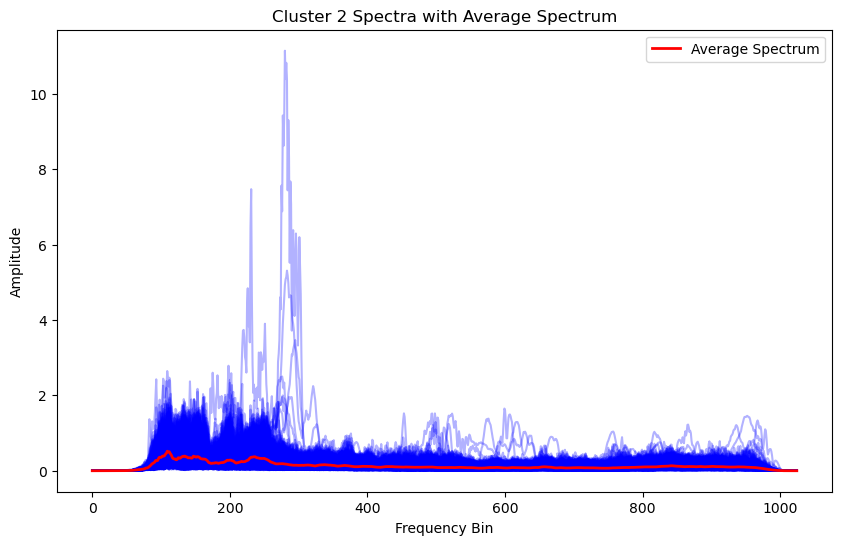 Cluster 2 Spectra with Average Spectrum
Average Spectrum
10
8
6
4
2
0
Amplitude
0 200 400 600 800 1000
Frequency Bin